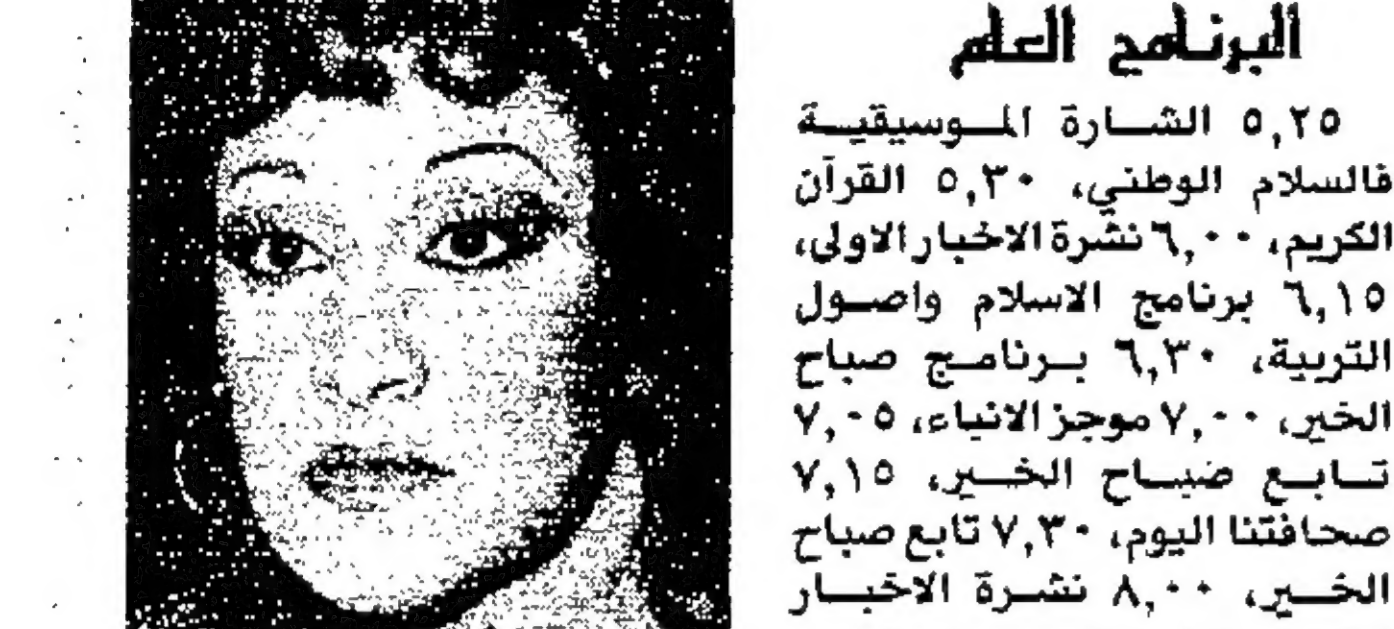 البرنامج العام
٥,٢٥ الشارة الموسيقية
فالسلام الوطني، ٥,٣٠ القرآن
الكريم، ٦,٠٠ نشرة الاخبار الاولى،
٦,١٥ برنامج الاسلام واصول
التربية، ٦,٣٠ برنامج صباح
الخير، ٧,٠٠ موجز الانباء، ٧,٠٥
تابع صباح الخير، ٧,١٥
صحافتنا اليوم، ٧,٣٠ تابع صباح
الخير، ٨,٠٠ نشرة الاخبار